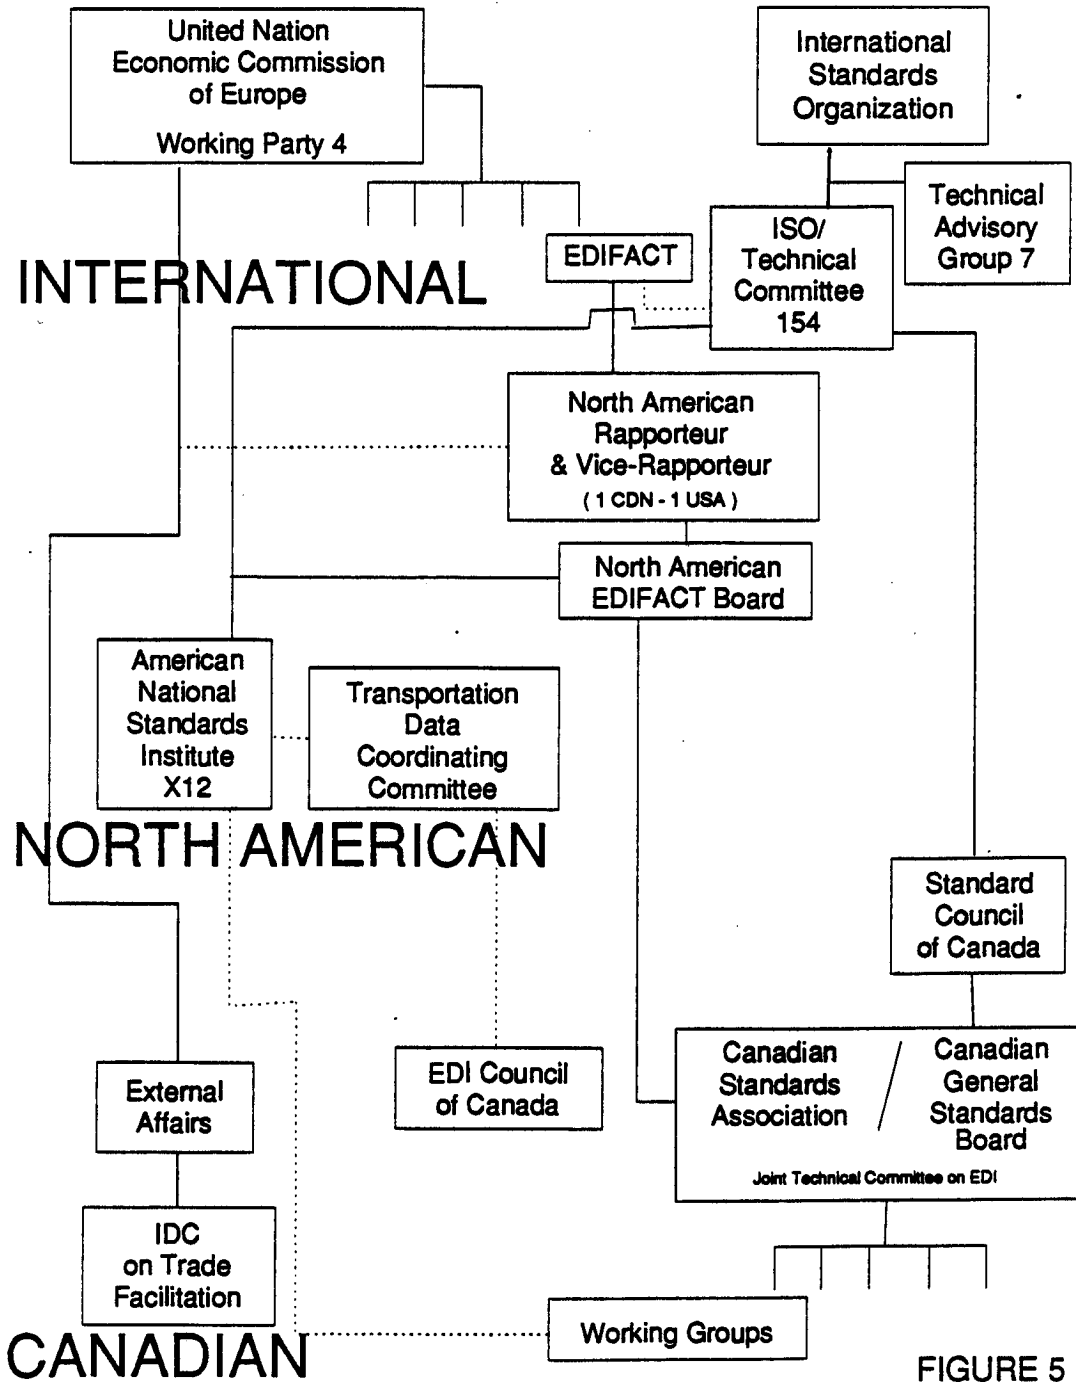 United Nation
Economic Commission
of Europe
Working Party 4
International
Standards
Organization
Technical
Advisory
Group 7
ISO/
Technical
Committee
154
EDIFACT
INTERNATIONAL
North American
Rapporteur
& Vice-Rapporteur
( 1 CDN - 1 USA )
North American
EDIFACT Board
American
National
Standards
Institute
X12
Transportation
Data
Coordinating
Committee
NORTH AMERICAN
Standard
Council
of Canada
External
Affairs
EDI Council
of Canada
Canadian
Standards
Association
/
Canadian
General
Standards
Board
Joint Technical Committee on EDI
IDC
on Trade
Facilitation
Working Groups
CANADIAN
FIGURE 5